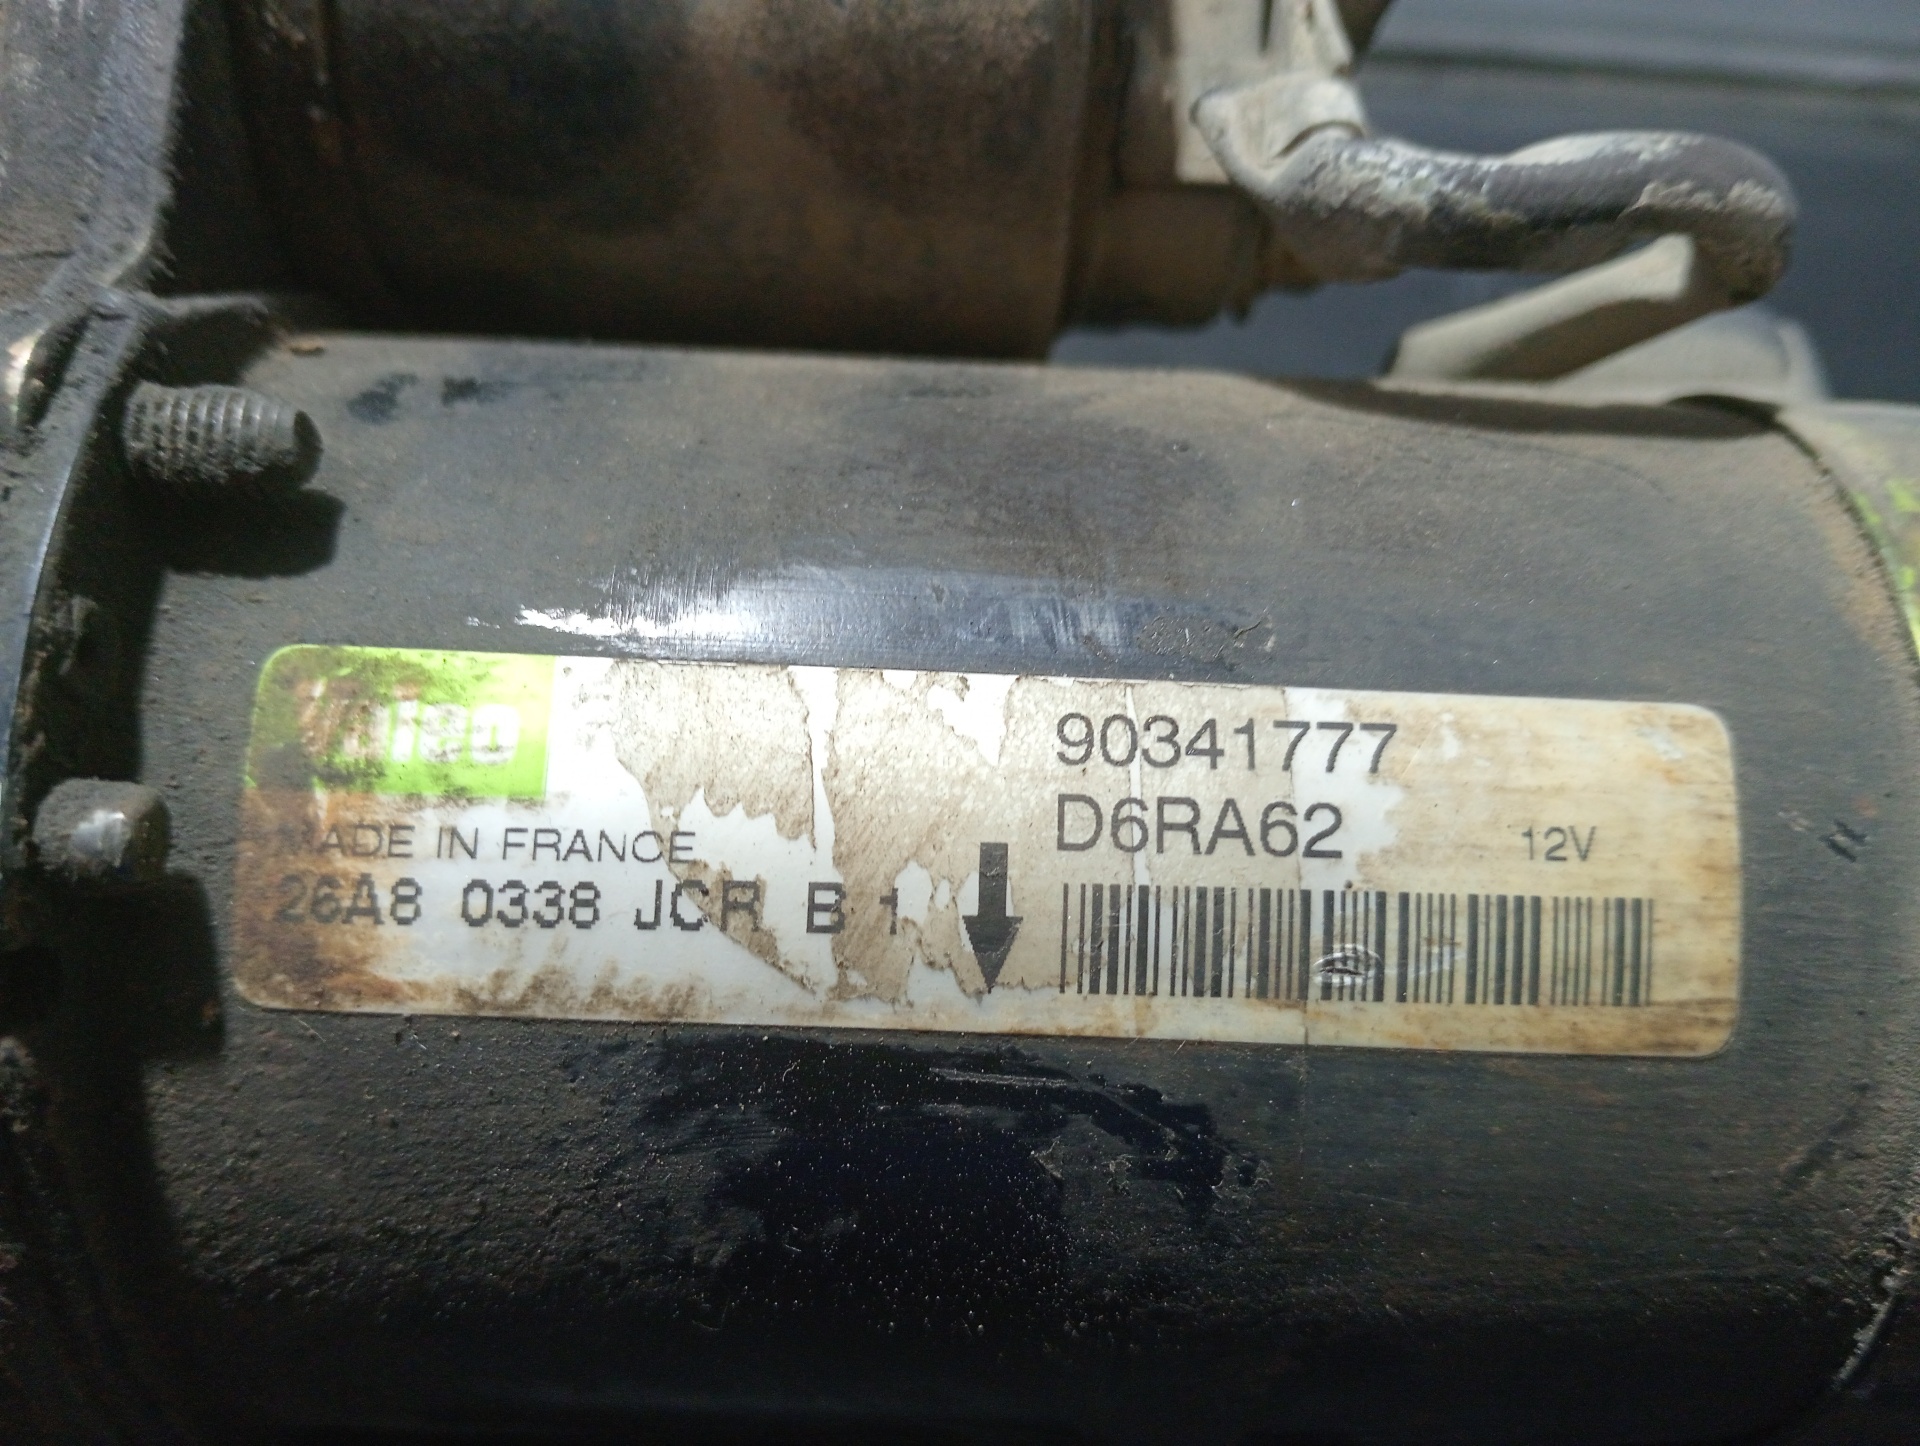 valeo
90341777
D6RA62
12V
MADE IN FRANCE
26A8 0338 JCR B 1